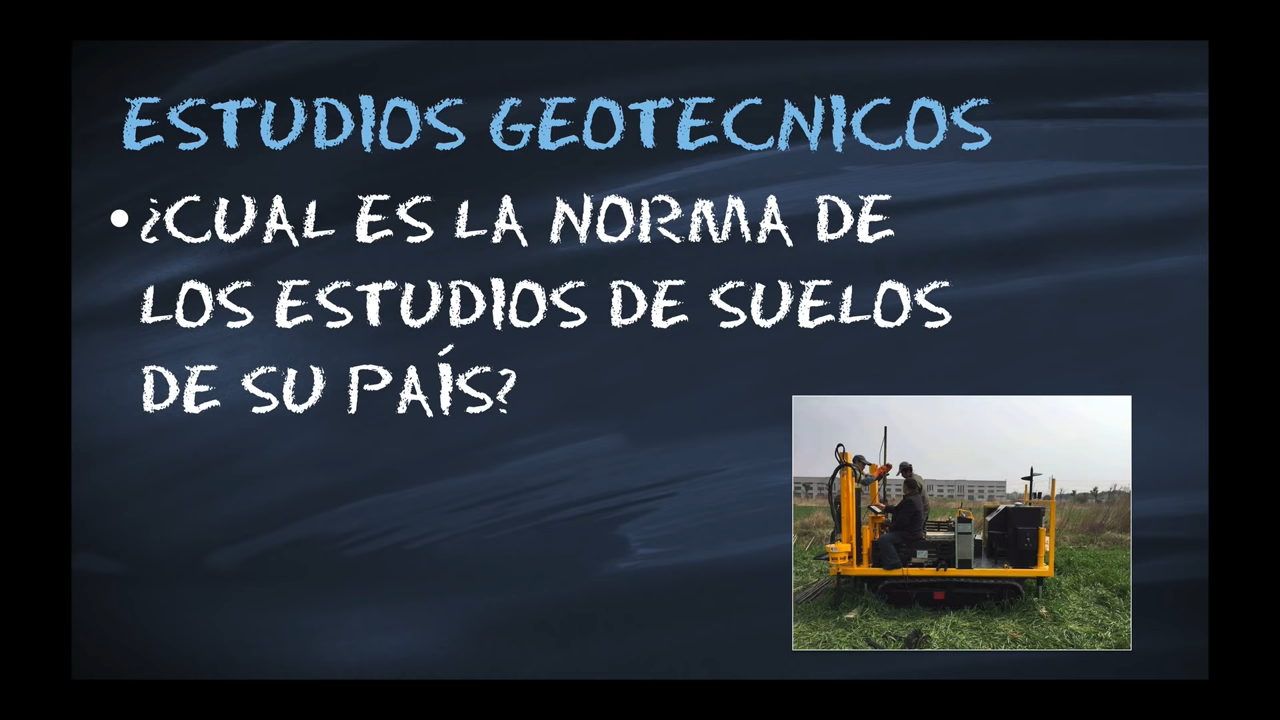 ESTUDIOS GEOTECNICOS
• ¿CUAL ES LA NORMA DE
LOS ESTUDIOS DE SUELOS
DE SU PAÍS?